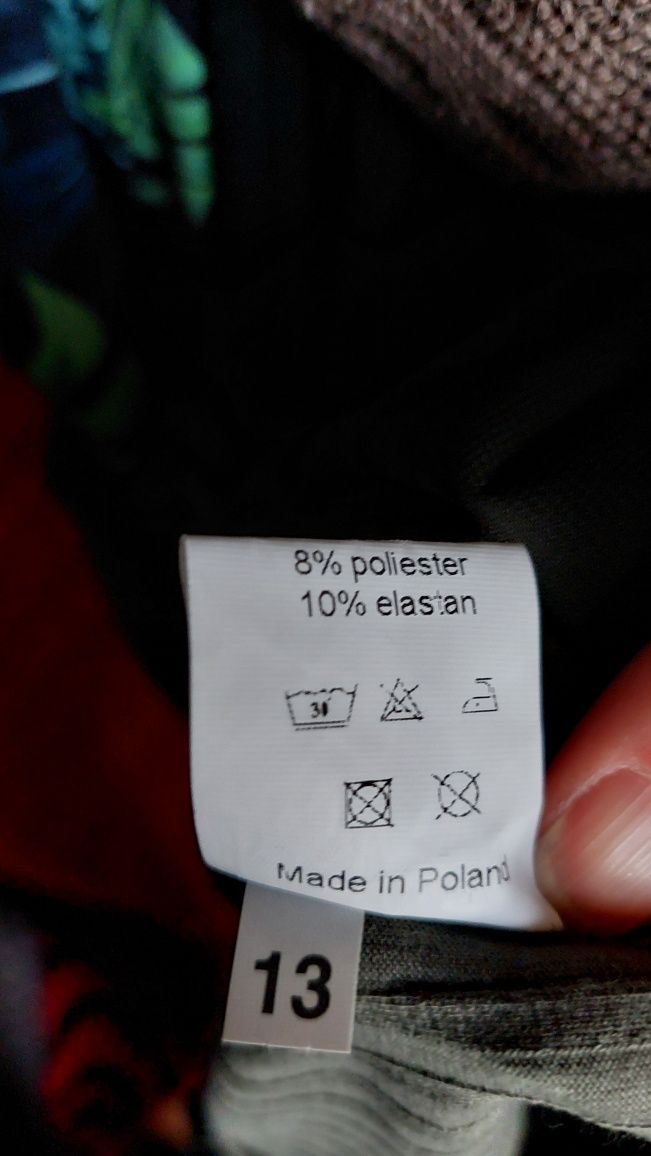 8% poliester
10% elastan
30
Made in Poland
13